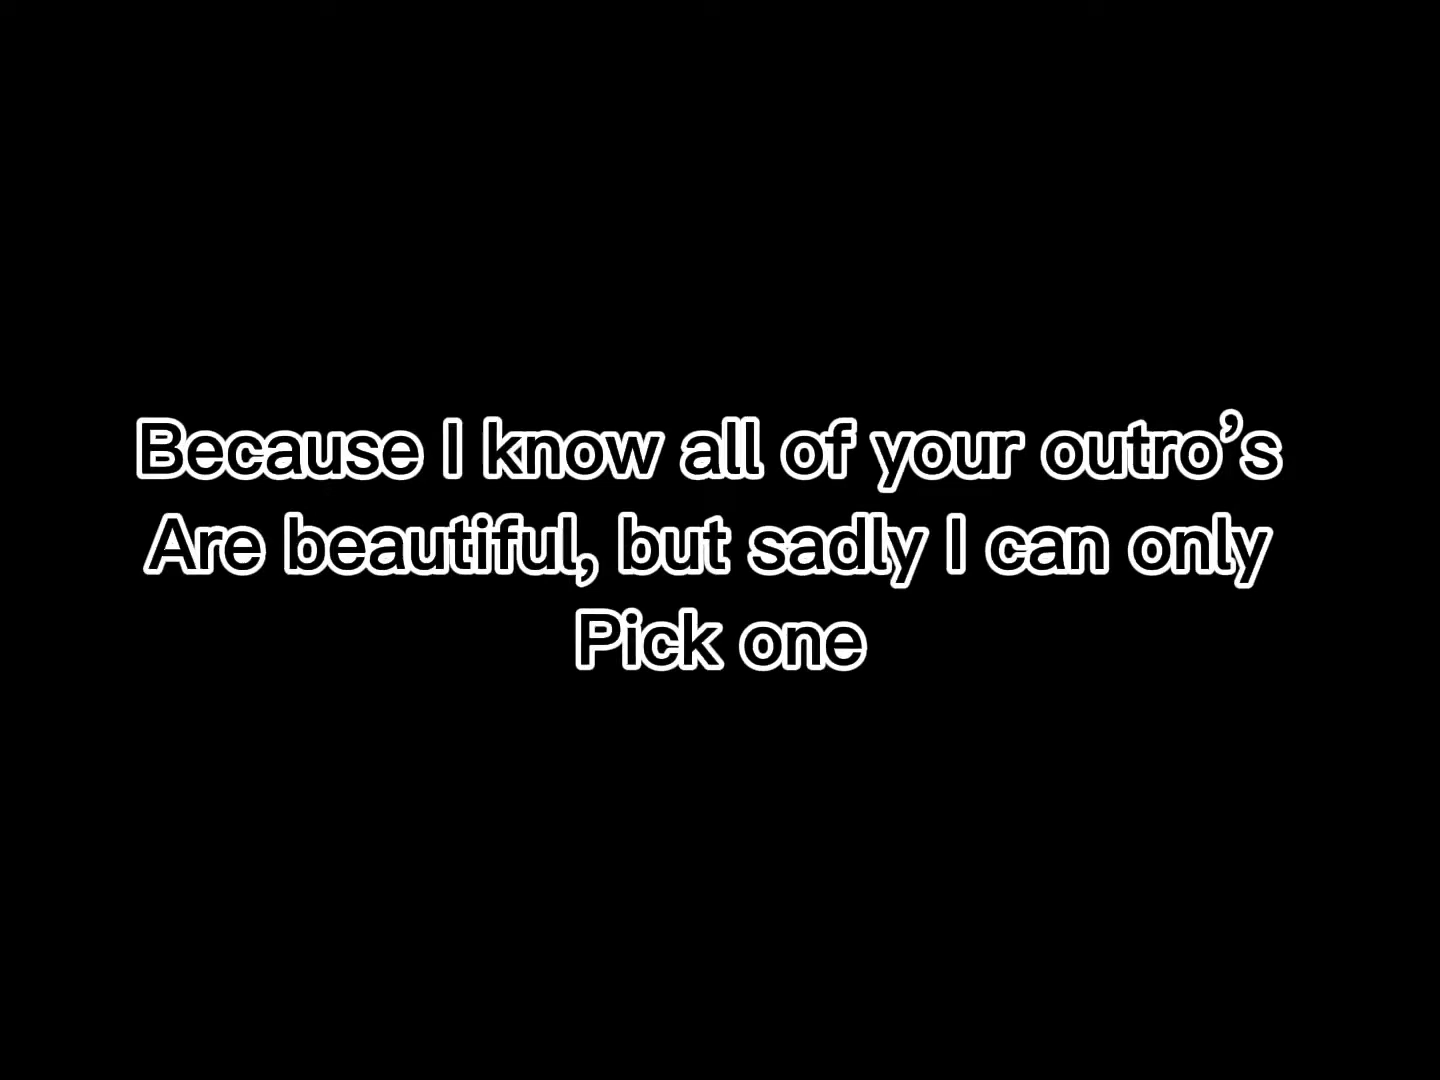 Because I know all of your outro’s
Are beautiful, but sadly I can only
Pick one